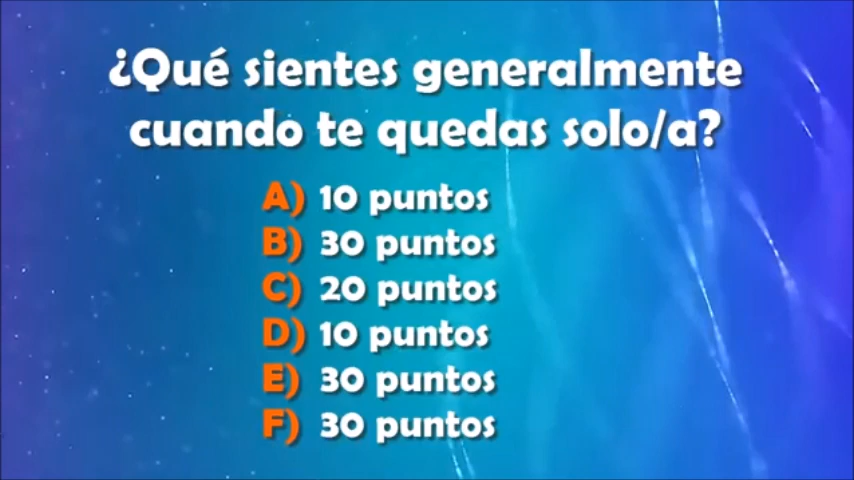 ¿Qué sientes generalmente
cuando te quedas solo/a?
A) 10 puntos
B) 30 puntos
C) 20 puntos
D) 10 puntos
E) 30 puntos
F) 30 puntos